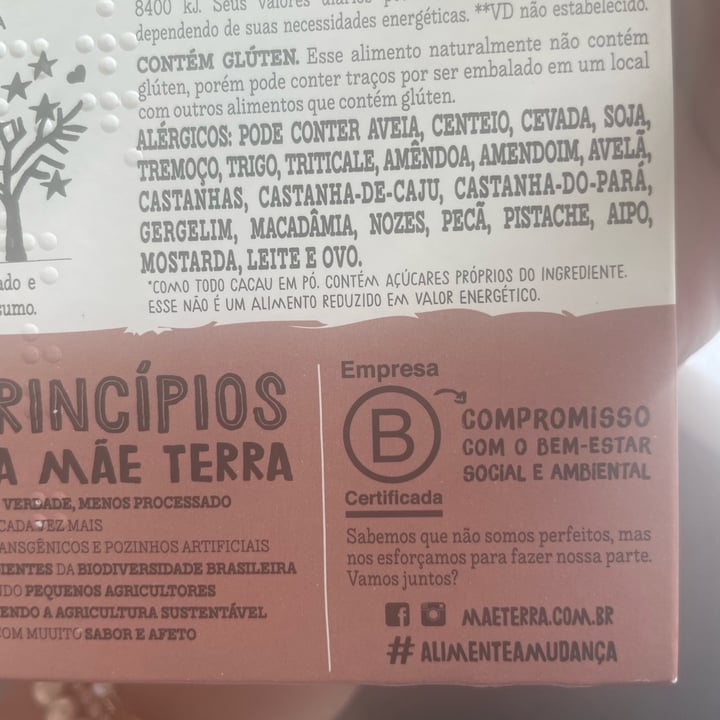 8400 kJ. Seus valores diários
dependendo de suas necessidades energéticas. **VD não estabelecido.
CONTÉM GLÚTEN. Esse alimento naturalmente não contém
glúten, porém pode conter traços por ser embalado em um local
com outros alimentos que contém glúten.
ALÉRGICOS: PODE CONTER AVEIA, CENTEIO, CEVADA, SOJA,
TREMOÇO, TRIGO, TRITICALE, AMÊNDOA, AMENDOIM, AVELÃ,
CASTANHAS, CASTANHA-DE-CAJU, CASTANHA-DO-PARÁ,
GERGELIM, MACADÂMIA, NOZES, PECÃ, PISTACHE, AIPO,
MOSTARDA, LEITE E OVO.
*COMO TODO CACAU EM PÓ, CONTÉM AÇÚCARES PRÓPRIOS DO INGREDIENTE.
ESSE NÃO É UM ALIMENTO REDUZIDO EM VALOR ENERGÉTICO.
ado e
sumo.
RINCÍPIOS
A MÃE TERRA
VERDADE, MENOS PROCESSADO
CADA VEZ MAIS
ANSGÊNICOS E POZINHOS ARTIFICIAIS
DIENTES DA BIODIVERSIDADE BRASILEIRA
NDO PEQUENOS AGRICULTORES
ENDO A AGRICULTURA SUSTENTÁVEL
COM MUUITO SABOR E AFETO
Empresa
B
Certificada
COMPROMISSO
COM O BEM-ESTAR
SOCIAL E AMBIENTAL
Sabemos que não somos perfeitos, mas
nos esforçamos para fazer nossa parte.
Vamos juntos?
MAETERRA.COM.BR
#ALIMENTEAMUDANÇA